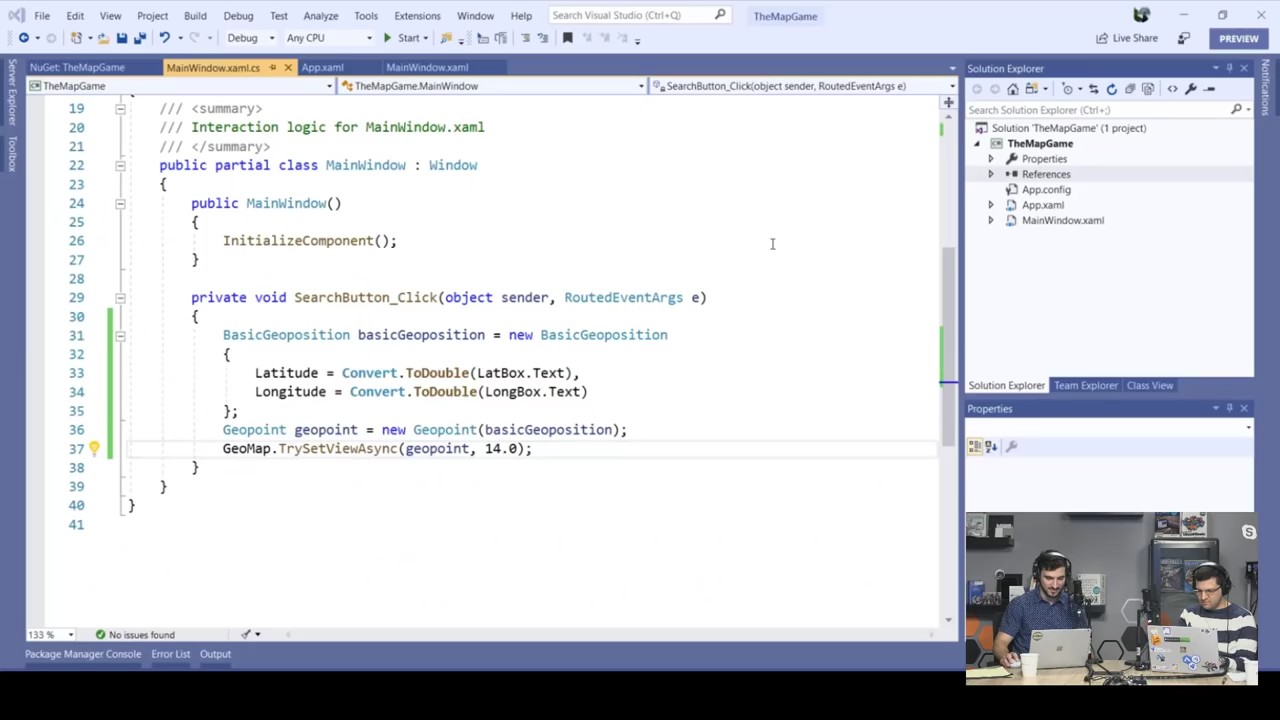 File Edit View Project Build Debug Test Analyze Tools Extensions Window Help Search Visual Studio (Ctrl+Q) TheMapGame
Debug Any CPU Start Live Share PREVIEW
NuGet: TheMapGame MainWindow.xaml.cs App.xaml MainWindow.xaml
TheMapGame TheMapGame.MainWindow SearchButton_Click(object sender, RoutedEventArgs e)
Server Explorer
Toolbox
19 /// <summary>
20 /// Interaction logic for MainWindow.xaml
21 /// </summary>
22 public partial class MainWindow : Window
23 {
24 public MainWindow()
25 {
26 InitializeComponent();
27 }
28
29 private void SearchButton_Click(object sender, RoutedEventArgs e)
30 {
31 BasicGeoposition basicGeoposition = new BasicGeoposition
32 {
33 Latitude = Convert.ToDouble(LatBox.Text),
34 Longitude = Convert.ToDouble(LongBox.Text)
35 };
36 Geopoint geopoint = new Geopoint(basicGeoposition);
37 GeoMap.TrySetViewAsync(geopoint, 14.0);
38 }
39 }
40 }
41
133 % No issues found
Package Manager Console Error List Output
Solution Explorer
Search Solution Explorer (Ctrl+;)
Solution 'TheMapGame' (1 project)
TheMapGame
Properties
References
App.config
App.xaml
MainWindow.xaml
Solution Explorer Team Explorer Class View
Properties
Notifications